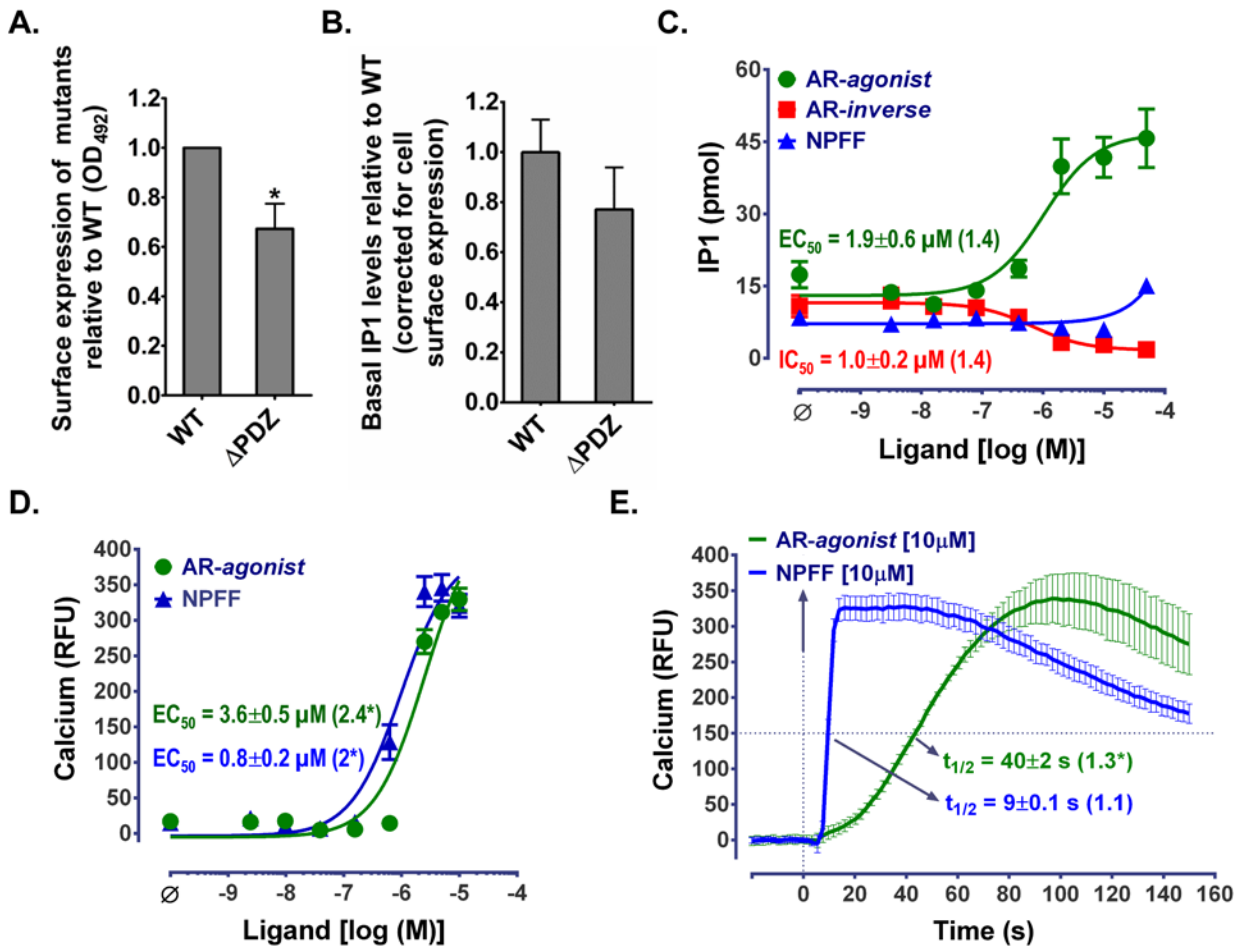 A.
Surface expression of mutants
relative to WT (OD492)
1.2
1.0
0.8
0.6
0.4
0.2
0.0
*
WT
ΔPDZ
B.
Basal IP1 levels relative to WT
(corrected for cell
surface expression)
1.2
1.0
0.8
0.6
0.4
0.2
0.0
WT
ΔPDZ
C.
AR-agonist
AR-inverse
NPFF
IP1 (pmol)
60
45
30
15
0
EC50 = 1.9±0.6 µM (1.4)
IC50 = 1.0±0.2 µM (1.4)
∅ -9 -8 -7 -6 -5 -4
Ligand [log (M)]
D.
AR-agonist
NPFF
Calcium (RFU)
400
350
300
250
200
150
100
50
0
EC50 = 3.6±0.5 µM (2.4*)
EC50 = 0.8±0.2 µM (2*)
∅ -9 -8 -7 -6 -5 -4
Ligand [log (M)]
E.
AR-agonist [10µM]
NPFF [10µM]
Calcium (RFU)
400
350
300
250
200
150
100
50
0
t1/2 = 40±2 s (1.3*)
t1/2 = 9±0.1 s (1.1)
0 20 40 60 80 100 120 140 160
Time (s)